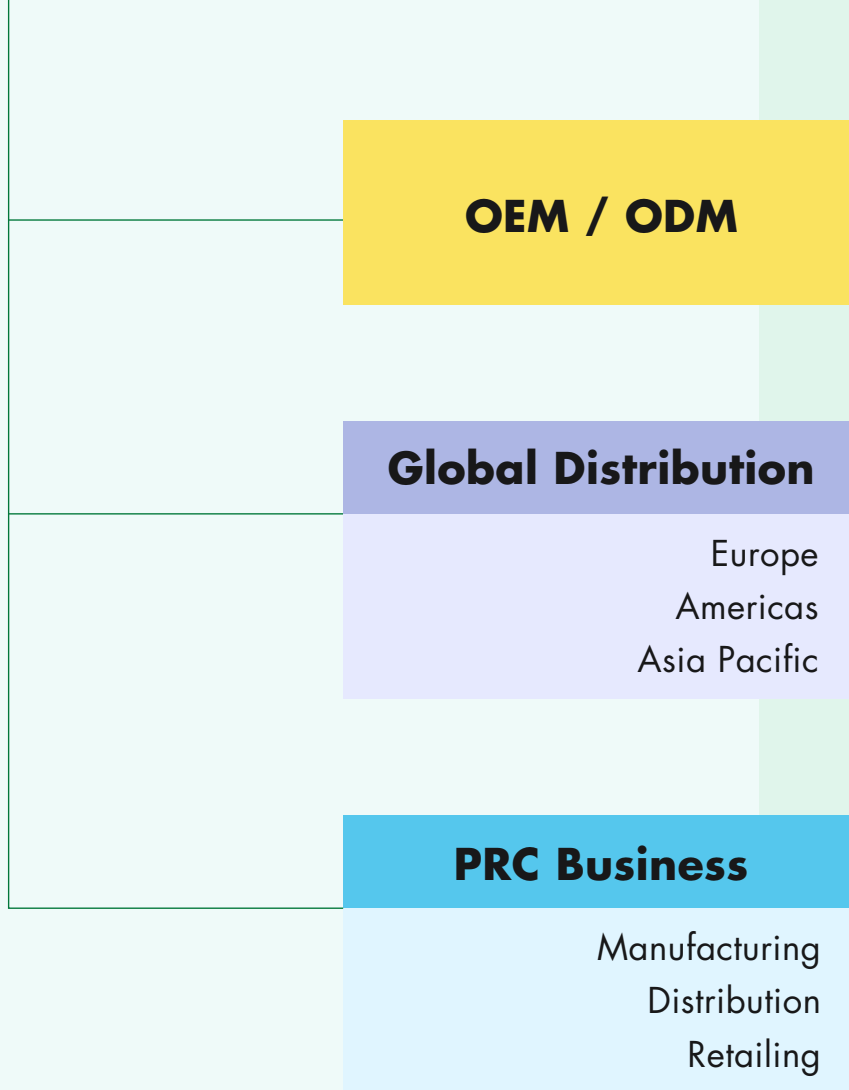 OEM / ODM
Global Distribution
Europe
Americas
Asia Pacific
PRC Business
Manufacturing
Distribution
Retailing